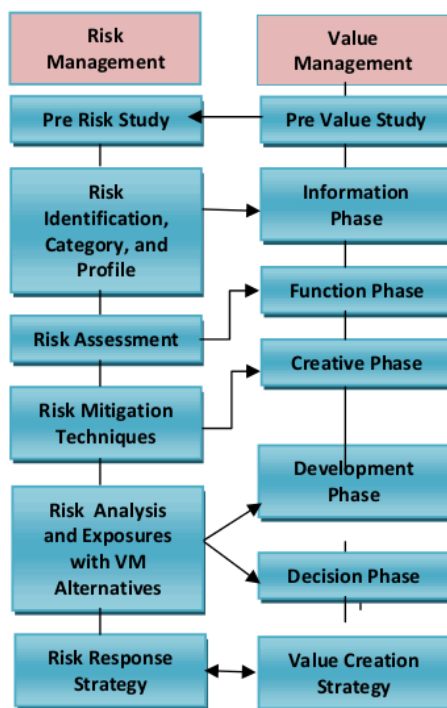 Risk
Management
Value
Management
Pre Risk Study
Pre Value Study
Risk
Identification,
Category, and
Profile
Information
Phase
Function Phase
Risk Assessment
Creative Phase
Risk Mitigation
Techniques
Development
Phase
Risk Analysis
and Exposures
with VM
Alternatives
Decision Phase
Risk Response
Strategy
Value Creation
Strategy